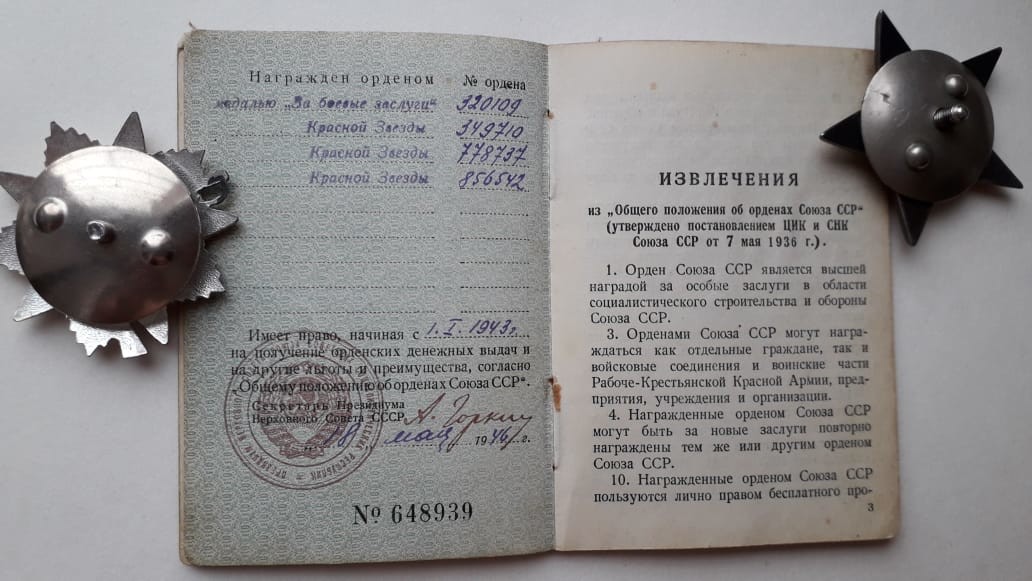 Награжден орденом № ордена
медалью „За боевые заслуги“ 320109
Красной Звезды 349710
Красной Звезды 778737
Красной Звезды 856542
Имеет право, начиная с 1.I.1943г.
на получение орденских денежных выдач и
на другие льготы и преимущества, согласно
„Общему положению об орденах Союза ССР“.
Секретарь Президиума
Верховного Совета СССР А. Горкин
мая 1946 г.
№ 648939
ИЗВЛЕЧЕНИЯ
из „Общего положения об орденах Союза ССР“
(утверждено постановлением ЦИК и СНК
Союза ССР от 7 мая 1936 г.).
1. Орден Союза ССР является высшей
наградой за особые заслуги в области
социалистического строительства и обороны
Союза ССР.
3. Орденами Союза ССР могут награ-
ждаться как отдельные граждане, так и
войсковые соединения и воинские части
Рабоче-Крестьянской Красной Армии, пред-
приятия, учреждения и организации.
4. Награжденные орденом Союза ССР
могут быть за новые заслуги повторно
награждены тем же или другим орденом
Союза ССР.
10. Награжденные орденом Союза ССР
пользуются лично правом бесплатного про-
3